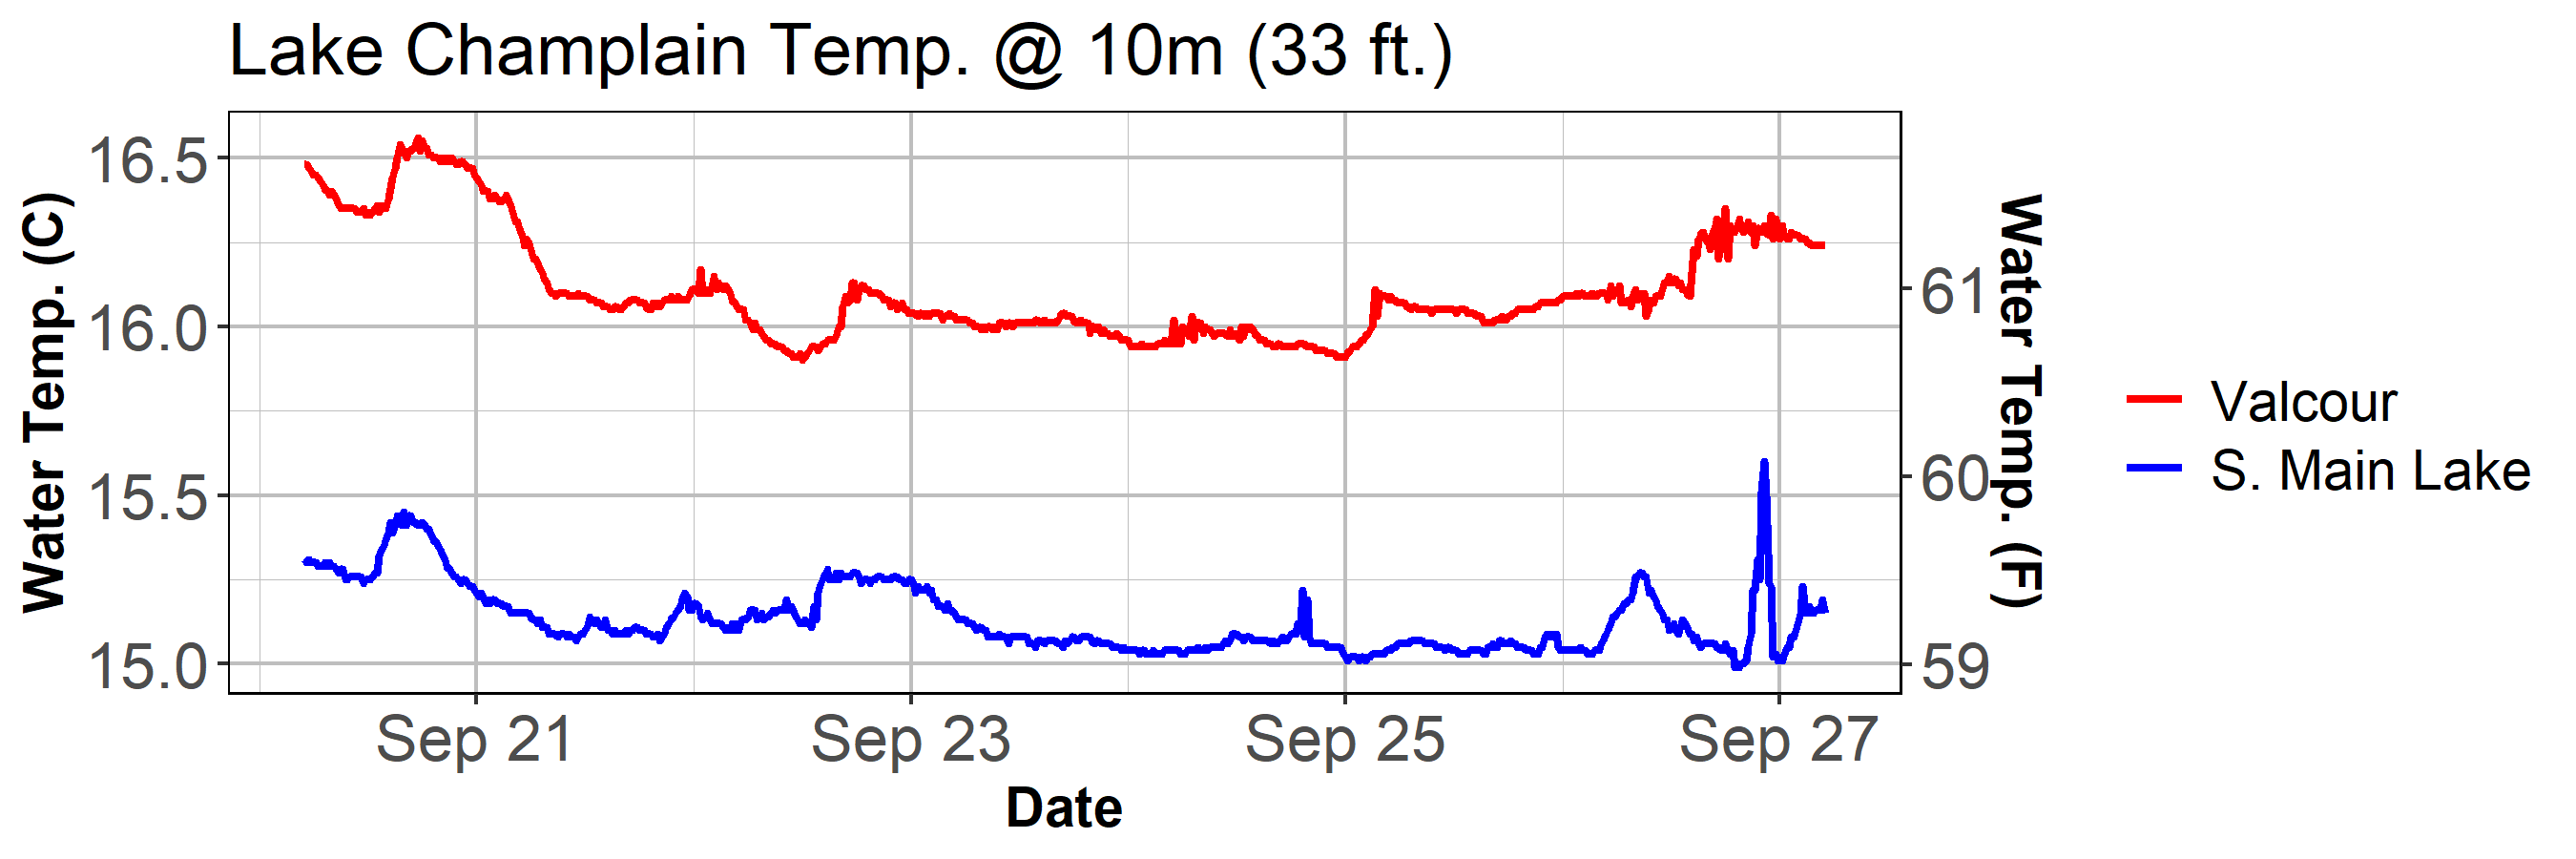 Lake Champlain Temp. @ 10m (33 ft.)
Water Temp. (C)
16.5
16.0
15.5
15.0
61
60
59
Water Temp. (F)
Sep 21
Sep 23
Sep 25
Sep 27
Date
Valcour
S. Main Lake